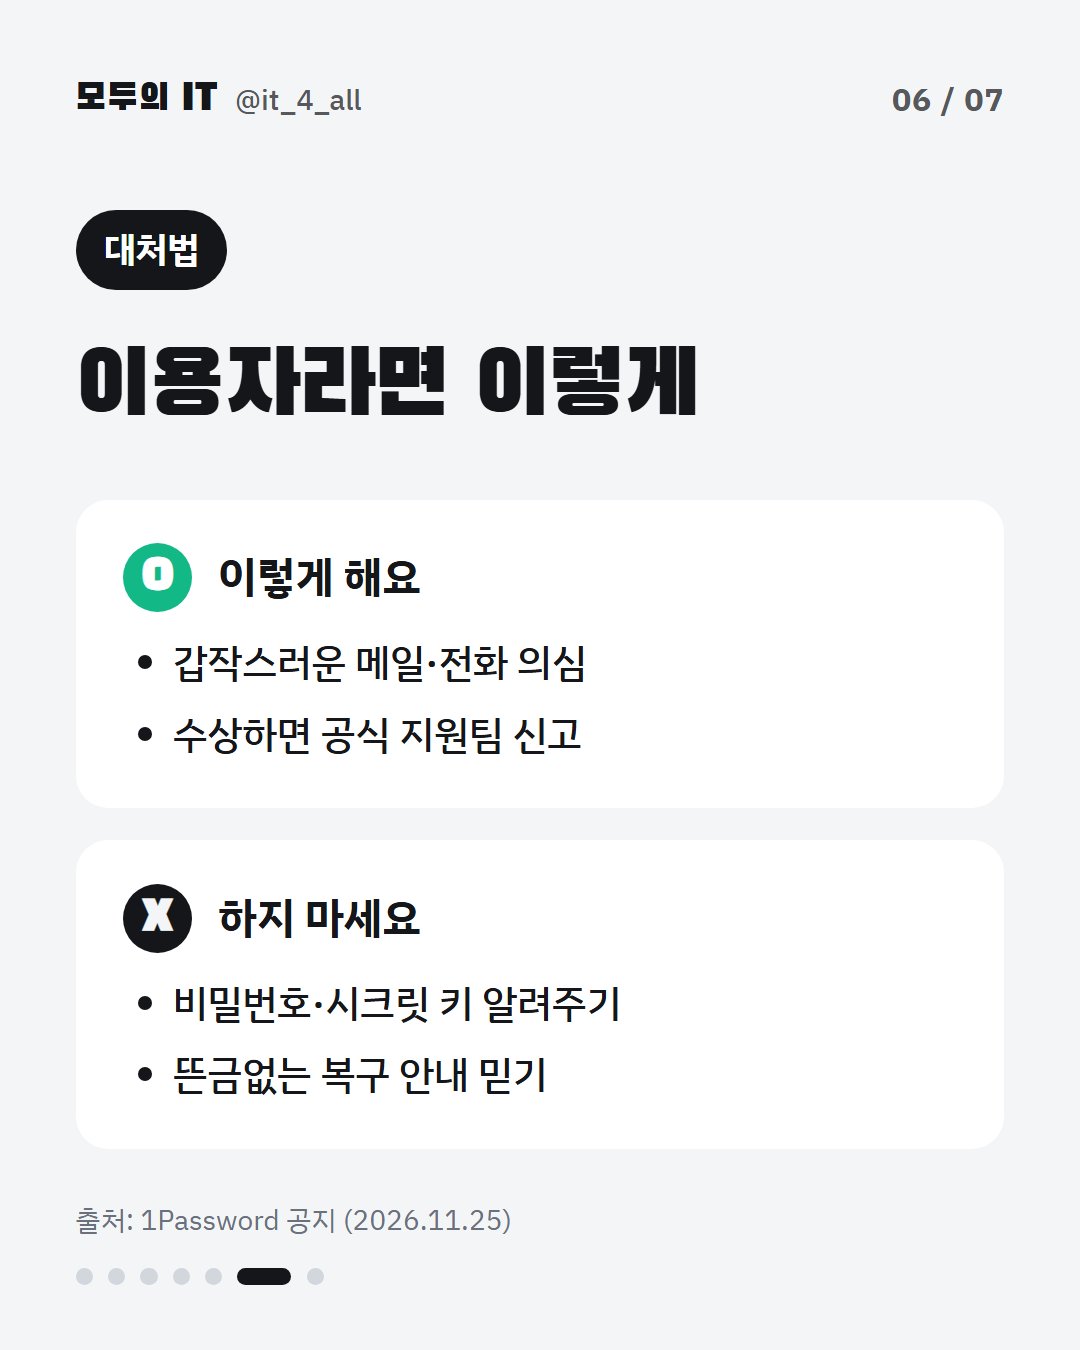 모두의 IT @it_4_all 06 / 07
대처법
이용자라면 이렇게
O 이렇게 해요
• 갑작스러운 메일·전화 의심
• 수상하면 공식 지원팀 신고
X 하지 마세요
• 비밀번호·시크릿 키 알려주기
• 뜬금없는 복구 안내 믿기
출처: 1Password 공지 (2026.11.25)